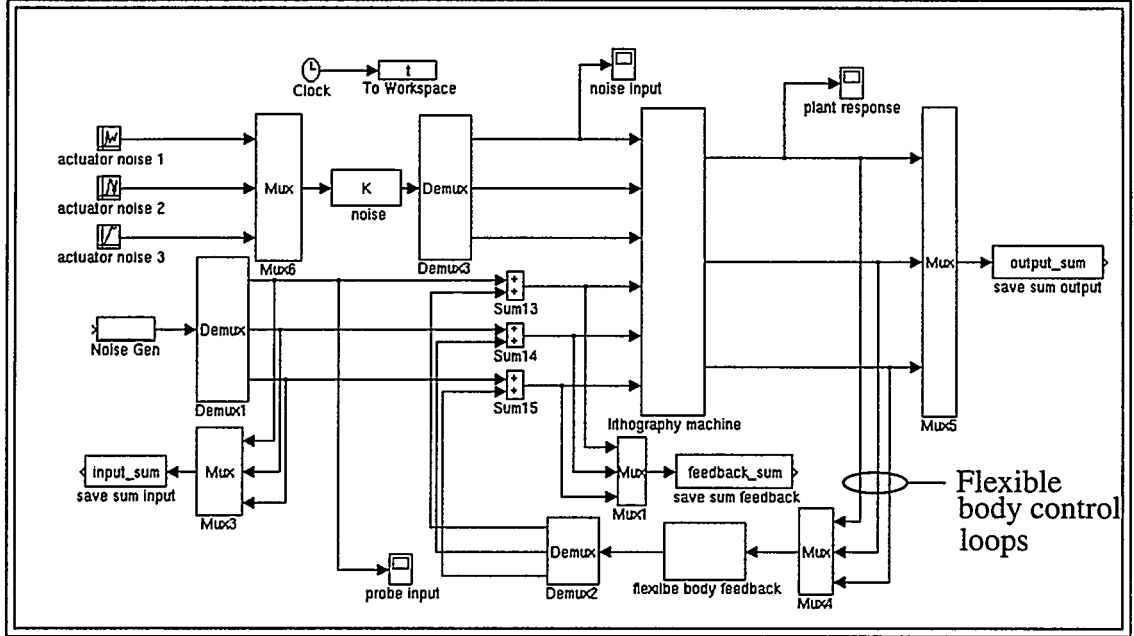 t
Clock
To Workspace
noise input
plant response
actuator noise 1
actuator noise 2
actuator noise 3
Mux
Mux6
K
noise
Demux
Demux3
lithography machine
Mux
Mux5
output_sum
save sum output
Noise Gen
Demux
Demux1
+
+
Sum13
+
+
Sum14
+
+
Sum15
input_sum
save sum input
Mux
Mux3
Mux
Mux1
feedback_sum
save sum feedback
Flexible
body control
loops
probe input
Demux
Demux2
flexibe body feedback
Mux
Mux4